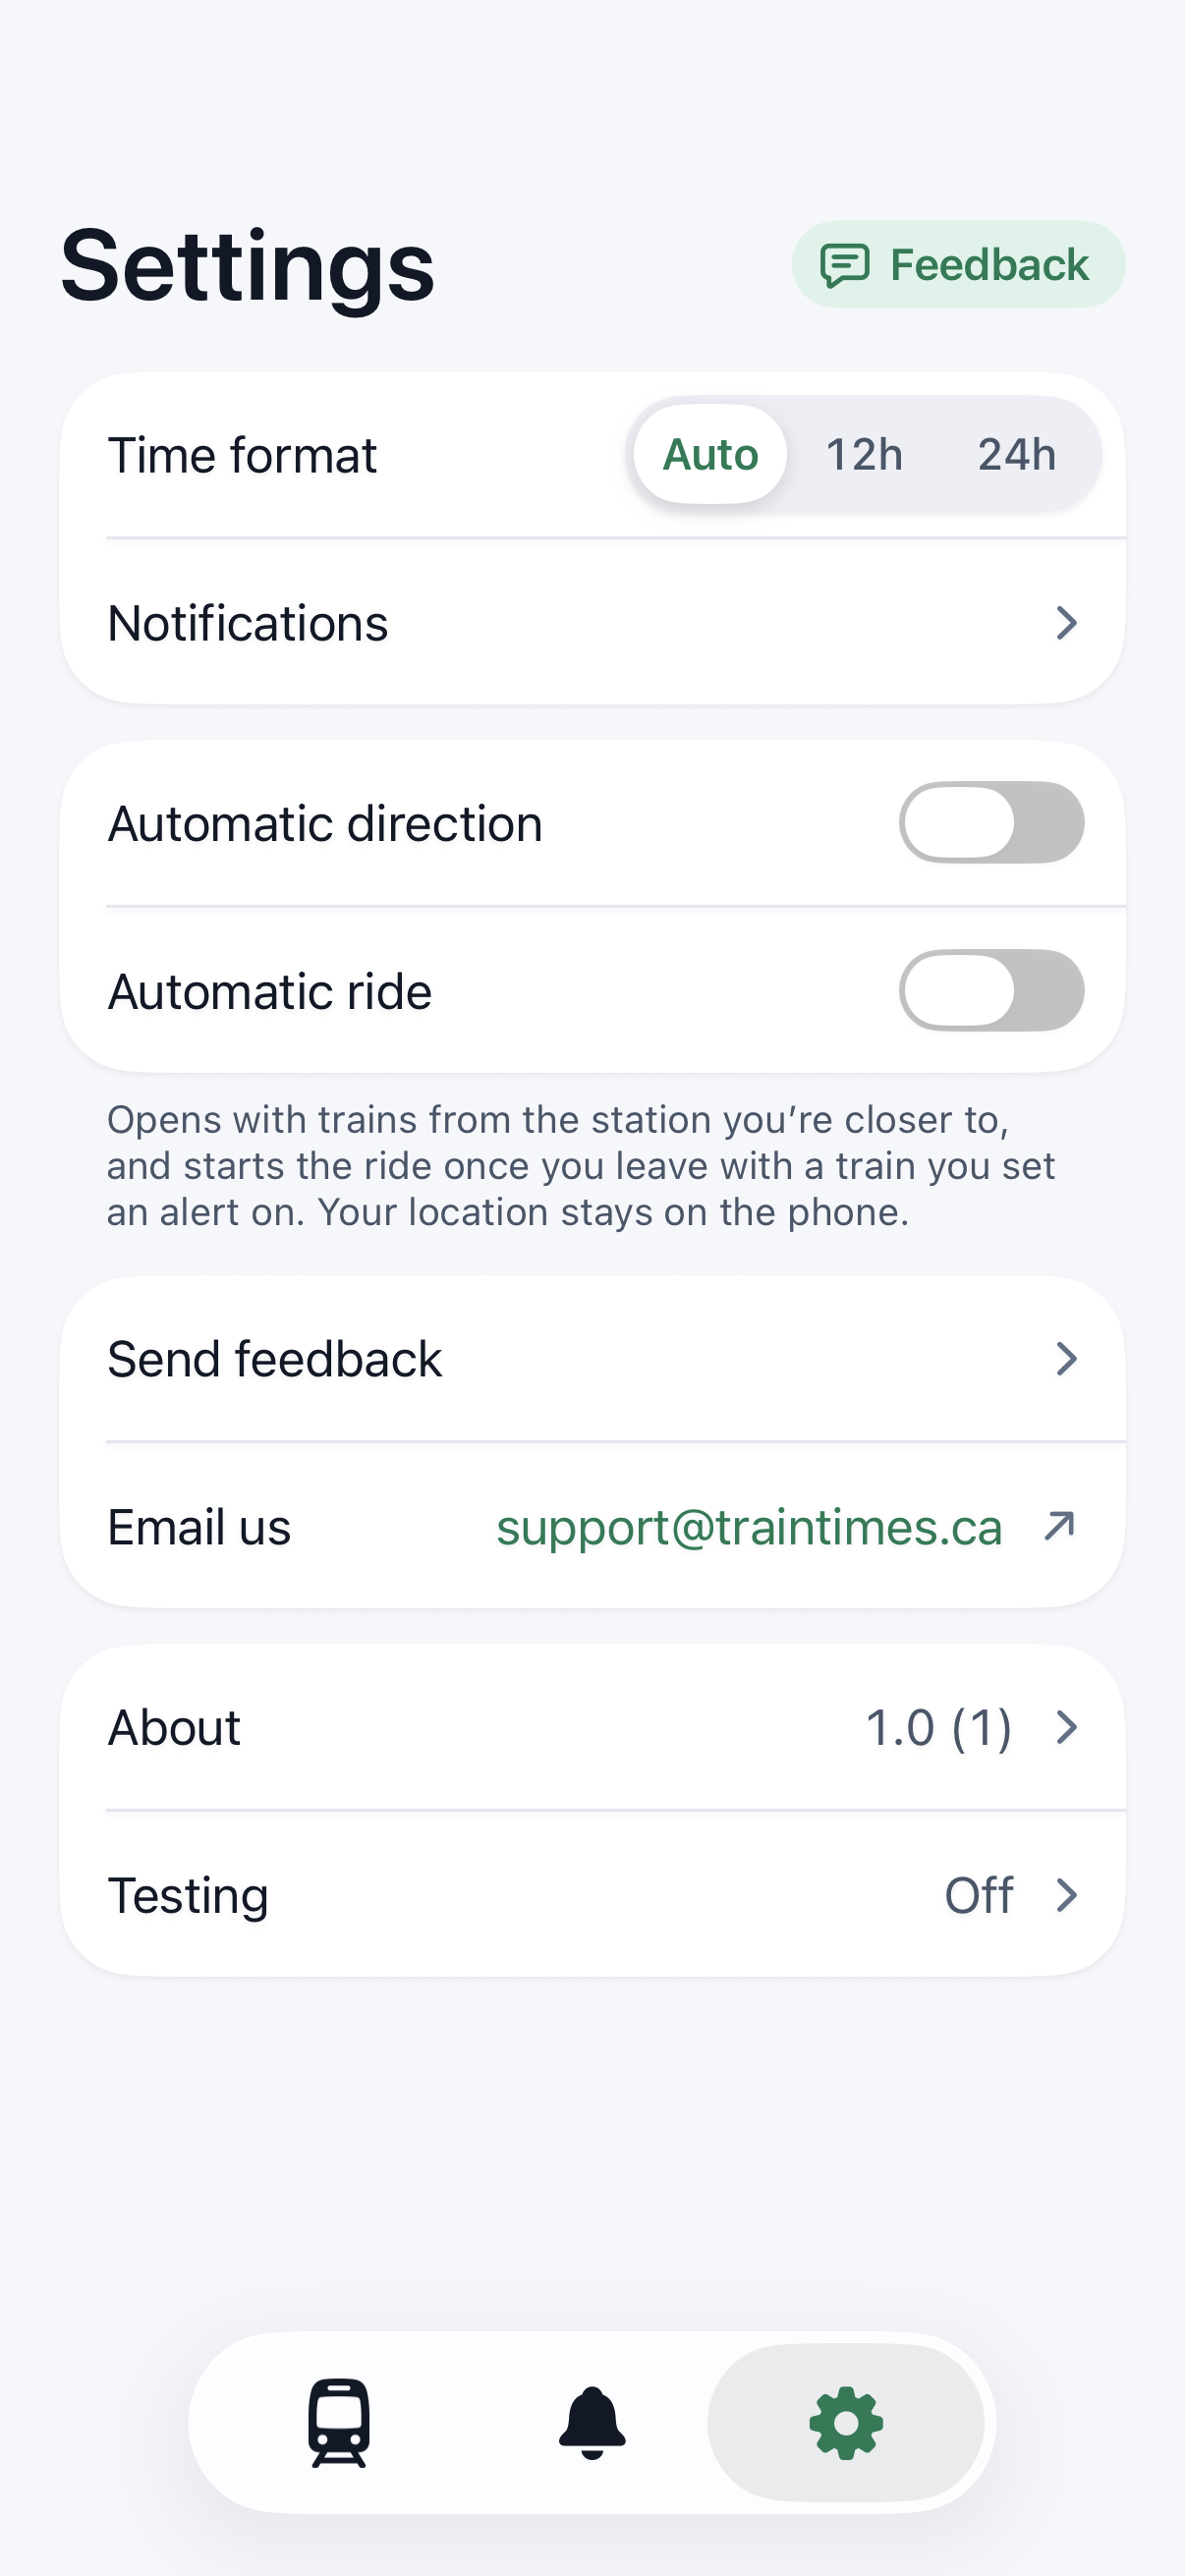 Settings
Feedback
Time format
Auto
12h
24h
Notifications
Automatic direction
Automatic ride
Opens with trains from the station you’re closer to,
and starts the ride once you leave with a train you set
an alert on. Your location stays on the phone.
Send feedback
Email us
support@traintimes.ca
About
1.0 (1)
Testing
Off